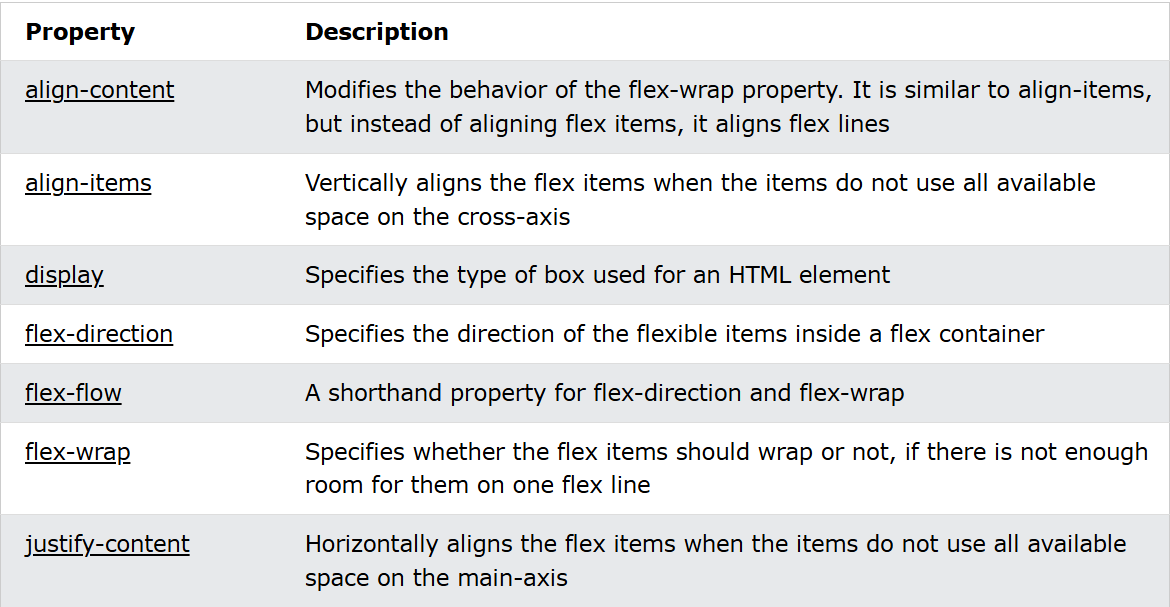 Property Description
align-content Modifies the behavior of the flex-wrap property. It is similar to align-items,
but instead of aligning flex items, it aligns flex lines
align-items Vertically aligns the flex items when the items do not use all available
space on the cross-axis
display Specifies the type of box used for an HTML element
flex-direction Specifies the direction of the flexible items inside a flex container
flex-flow A shorthand property for flex-direction and flex-wrap
flex-wrap Specifies whether the flex items should wrap or not, if there is not enough
room for them on one flex line
justify-content Horizontally aligns the flex items when the items do not use all available
space on the main-axis